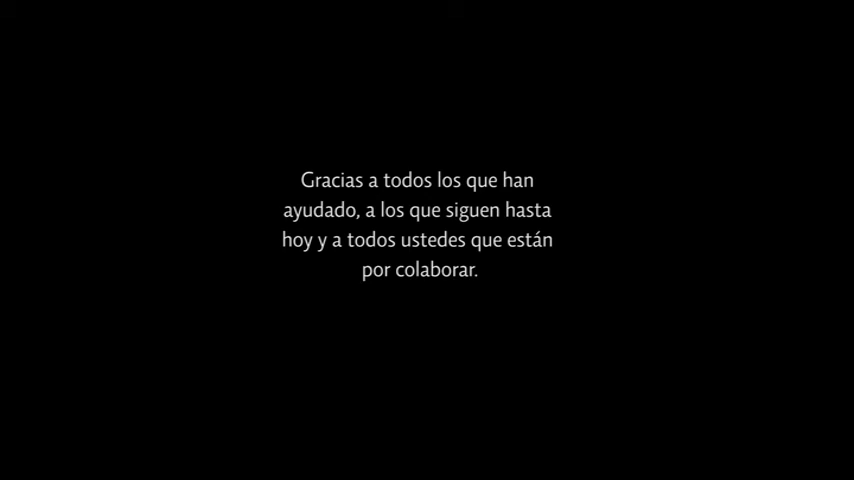 Gracias a todos los que han
ayudado, a los que siguen hasta
hoy y a todos ustedes que están
por colaborar.